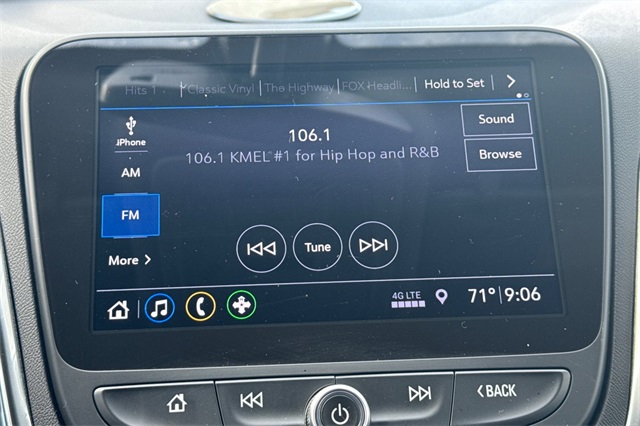 Hits 1 Classic Vinyl The Highway FOX Headli... Hold to Set
iPhone
106.1
Sound
106.1 KMEL #1 for Hip Hop and R&B
Browse
AM
FM
Tune
More
4G LTE
71° 9:06
BACK